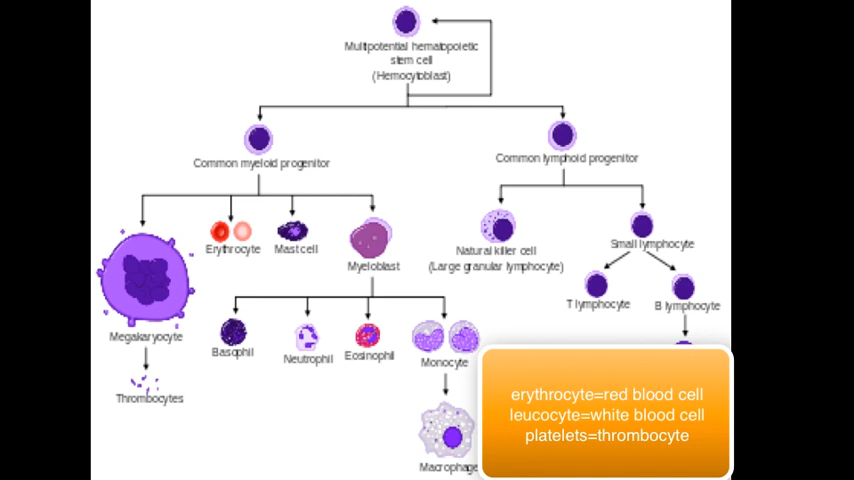 Multipotential hematopoietic
stem cell
(Hemocytoblast)
Common myeloid progenitor
Common lymphoid progenitor
Erythrocyte
Mast cell
Myeloblast
Natural killer cell
(Large granular lymphocyte)
Small lymphocyte
T lymphocyte
B lymphocyte
Megakaryocyte
Basophil
Neutrophil
Eosinophil
Monocyte
Thrombocytes
Macrophage
erythrocyte=red blood cell
leucocyte=white blood cell
platelets=thrombocyte